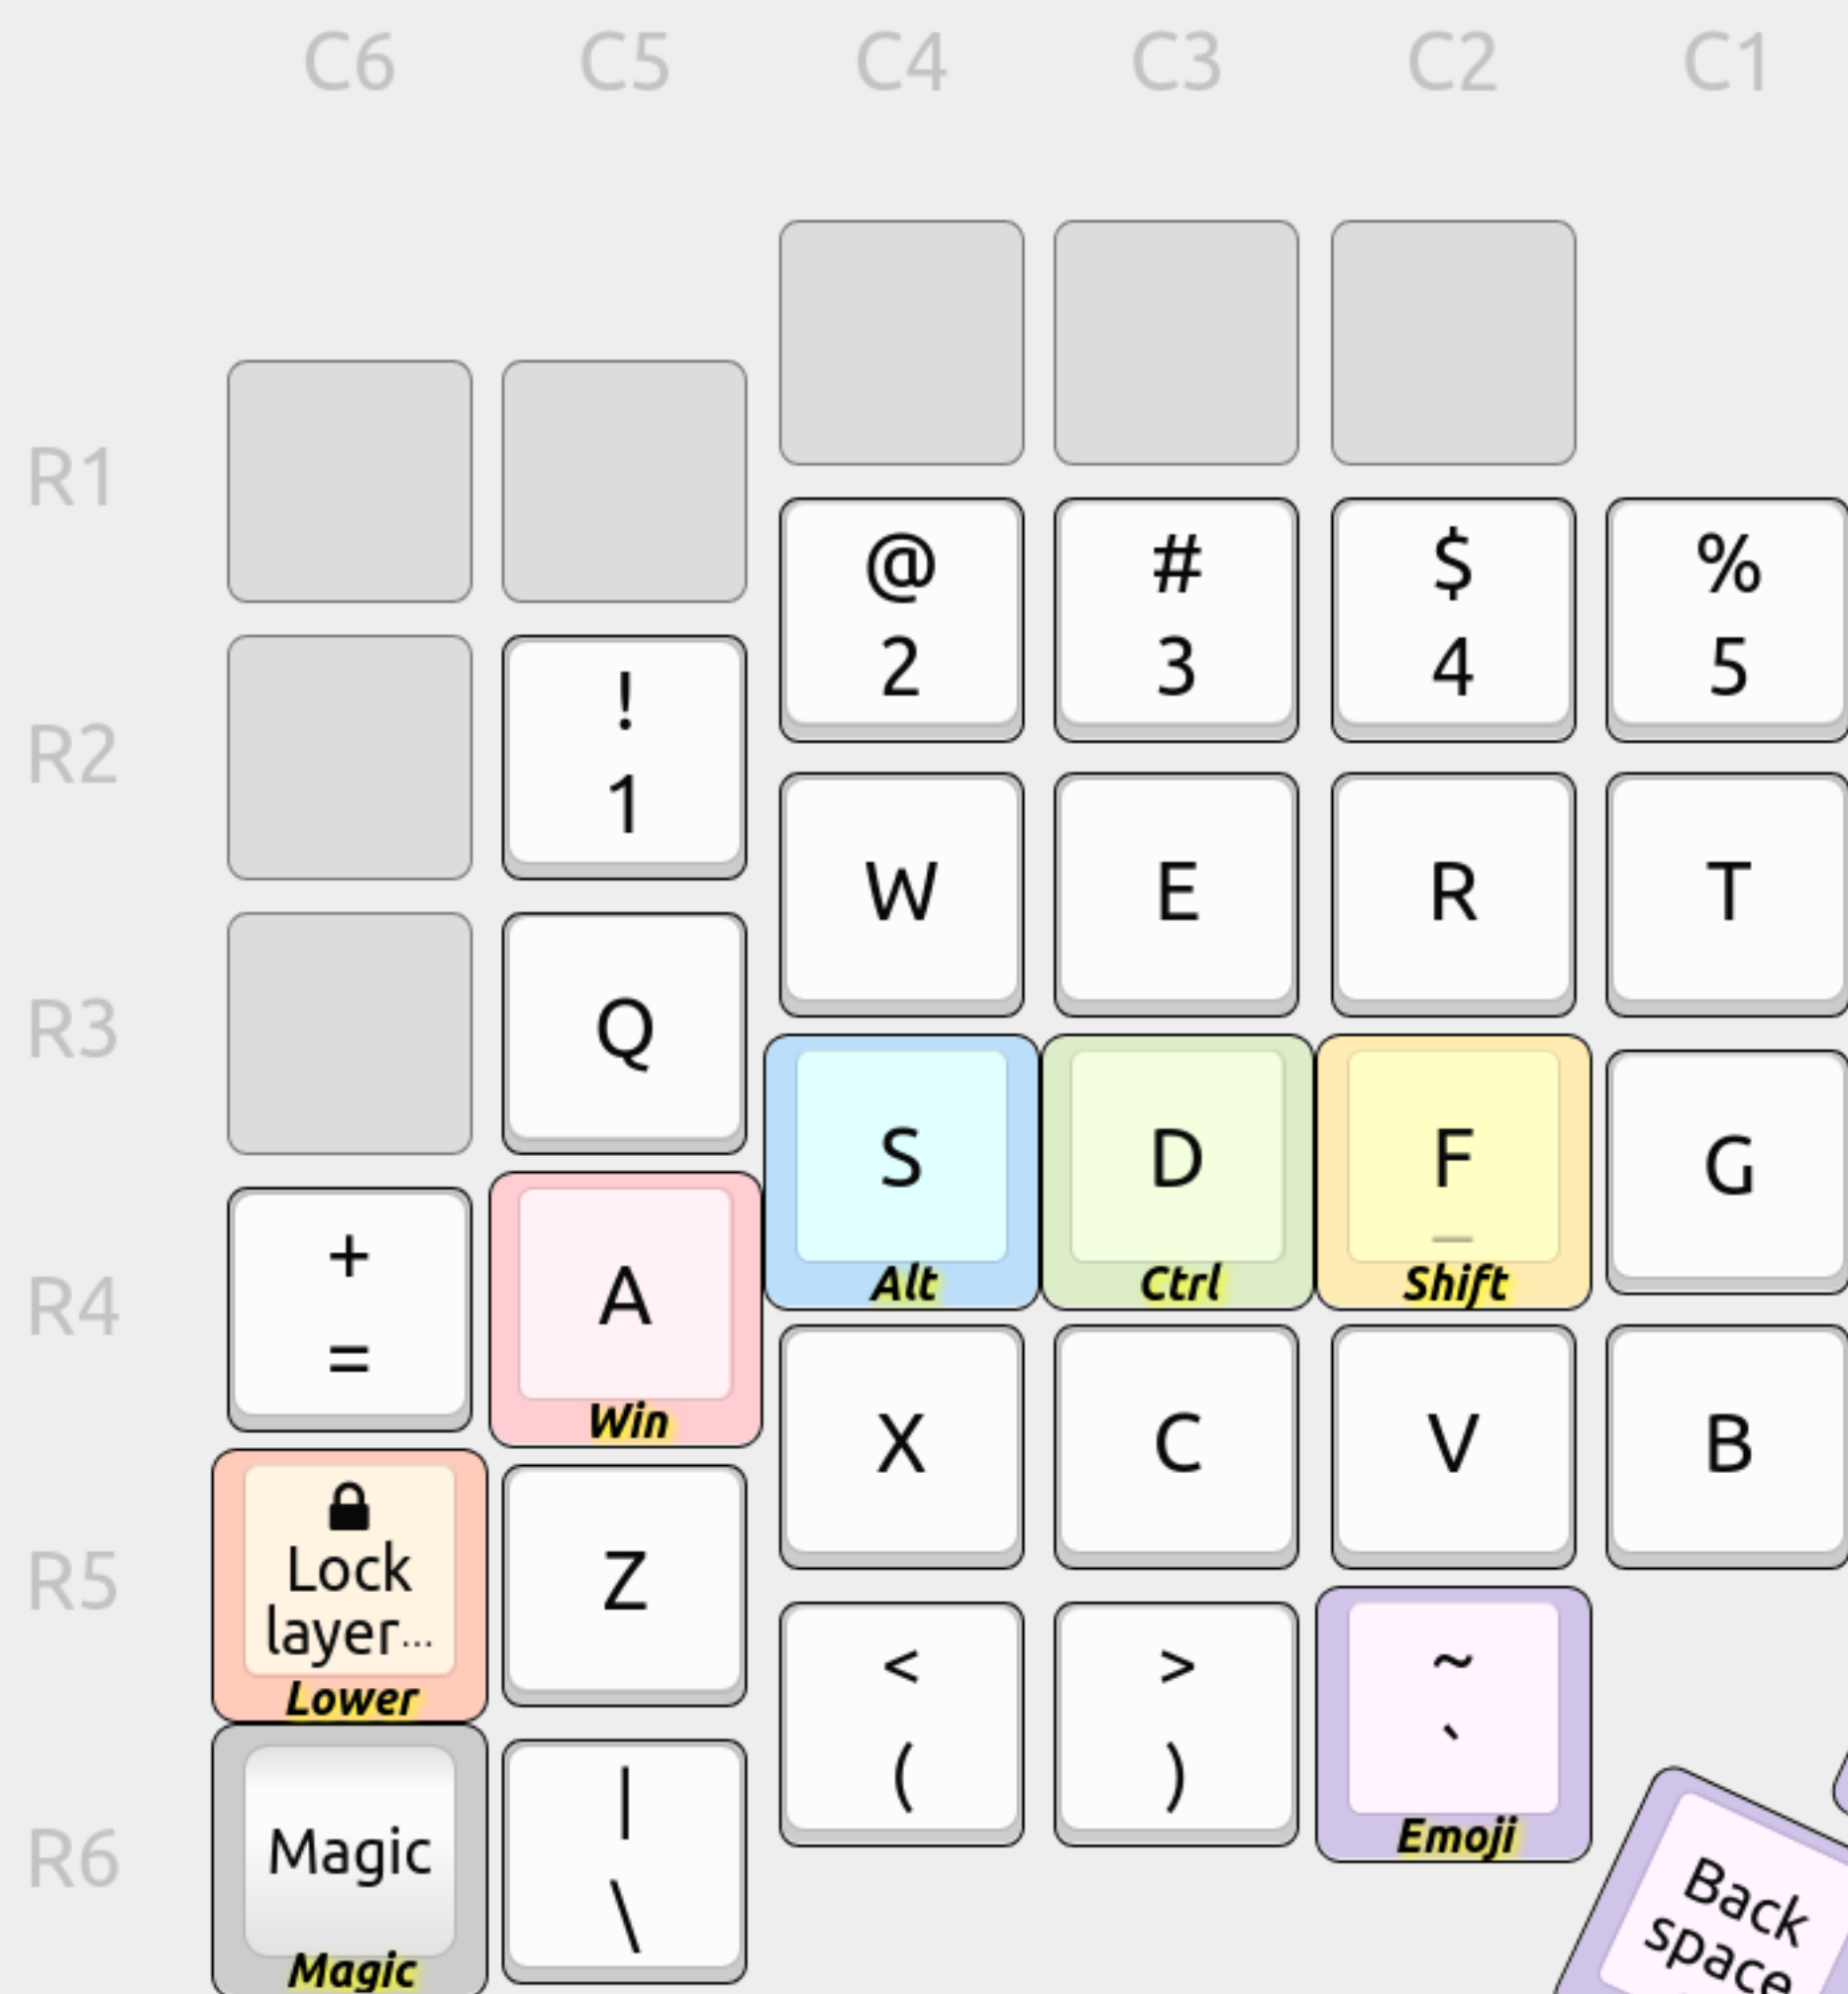 C6 C5 C4 C3 C2 C1
R1
@ # $ %
2 3 4 5
!
R2
1
W E R T
R3 Q
S D F G
_
Alt Ctrl Shift
+
R4 A
=
Win
X C V B
Lock
R5 Z
layer...
< > ~
Lower
( ) `
Emoji
|
R6 Magic
\
Magic
Back
space